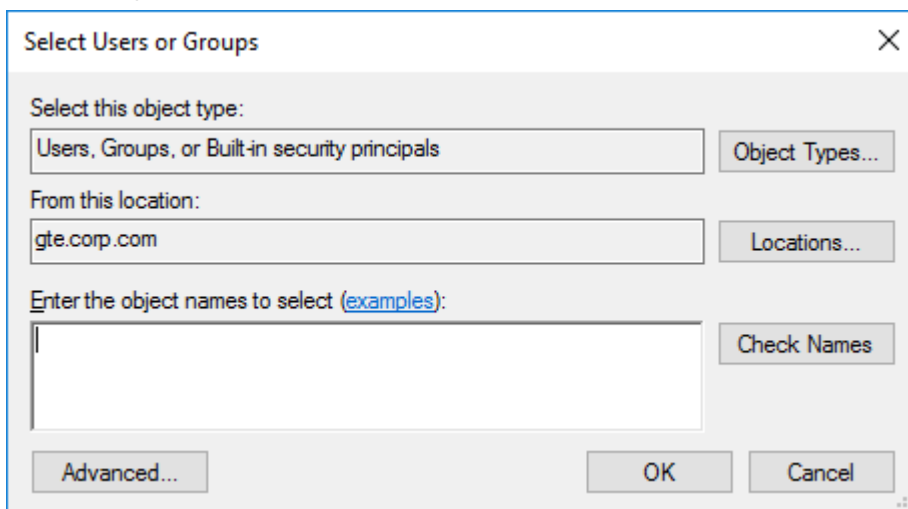 Select Users or Groups
Select this object type:
Users, Groups, or Built-in security principals
Object Types...
From this location:
gte.corp.com
Locations...
Enter the object names to select (examples):
Check Names
Advanced...
OK
Cancel